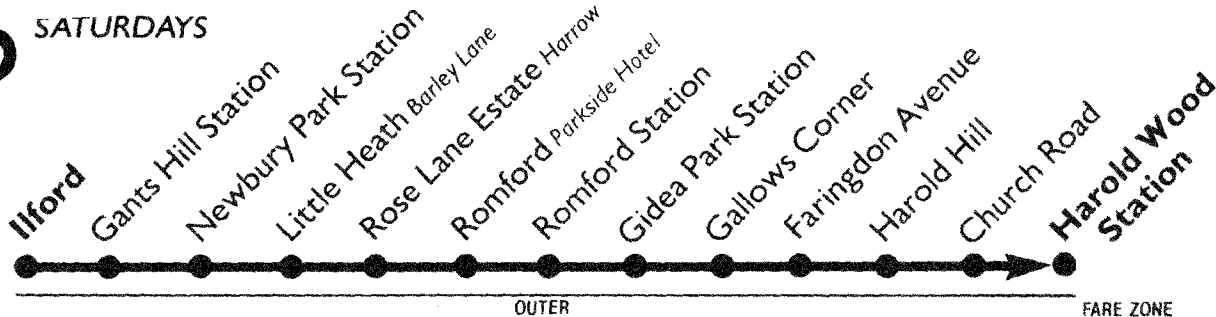 SATURDAYS
Ilford
Gants Hill Station
Newbury Park Station
Little Heath Barley Lane
Rose Lane Estate Harrow
Romford Parkside Hotel
Romford Station
Gidea Park Station
Gallows Corner
Faringdon Avenue
Harold Hill
Church Road
Harold Wood
Station
OUTER
FARE ZONE